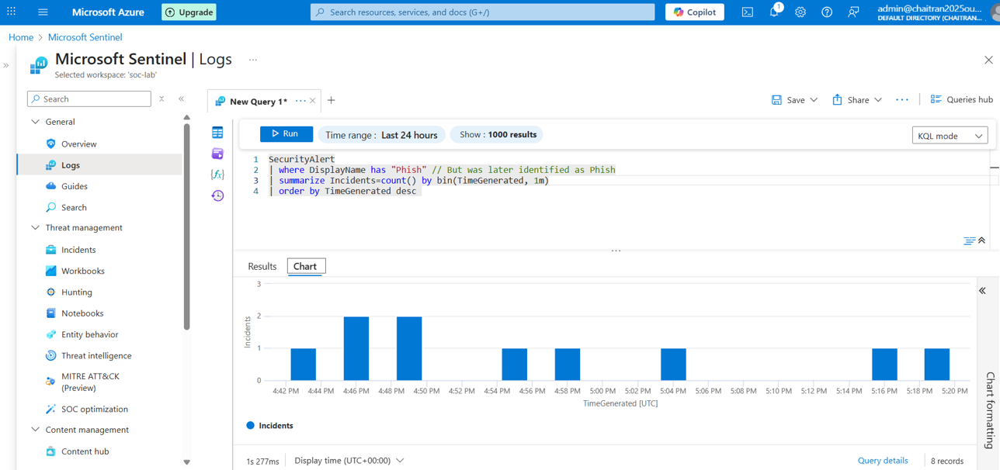 Microsoft Azure
Upgrade
Search resources, services, and docs (G+/)
Copilot
1
admin@chaitran2025ou...
DEFAULT DIRECTORY (CHAITRAN...
Home > Microsoft Sentinel
Microsoft Sentinel | Logs ...
Selected workspace: 'soc-lab'
Search
General
Overview
Logs
Guides
Search
Threat management
Incidents
Workbooks
Hunting
Notebooks
Entity behavior
Threat intelligence
MITRE ATT&CK
(Preview)
SOC optimization
Content management
Content hub
New Query 1* ...
Save
Share
...
Queries hub
Run
Time range : Last 24 hours
Show : 1000 results
KQL mode
1 SecurityAlert
2 | where DisplayName has "Phish" // But was later identified as Phish
3 | summarize Incidents=count() by bin(TimeGenerated, 1m)
4 | order by TimeGenerated desc
...
Results Chart
Incidents
3
2
1
0
4:42 PM 4:44 PM 4:46 PM 4:48 PM 4:50 PM 4:52 PM 4:54 PM 4:56 PM 4:58 PM 5:00 PM 5:02 PM 5:04 PM 5:06 PM 5:08 PM 5:10 PM 5:12 PM 5:14 PM 5:16 PM 5:18 PM 5:20 PM
TimeGenerated [UTC]
Incidents
Chart formatting
1s 277ms
Display time (UTC+00:00)
Query details
8 records